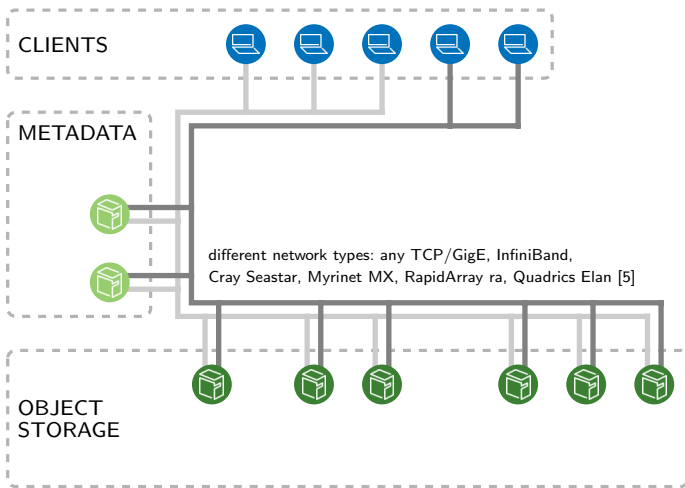 CLIENTS
METADATA
different network types: any TCP/GigE, InfiniBand,
Cray Seastar, Myrinet MX, RapidArray ra, Quadrics Elan [5]
OBJECT
STORAGE